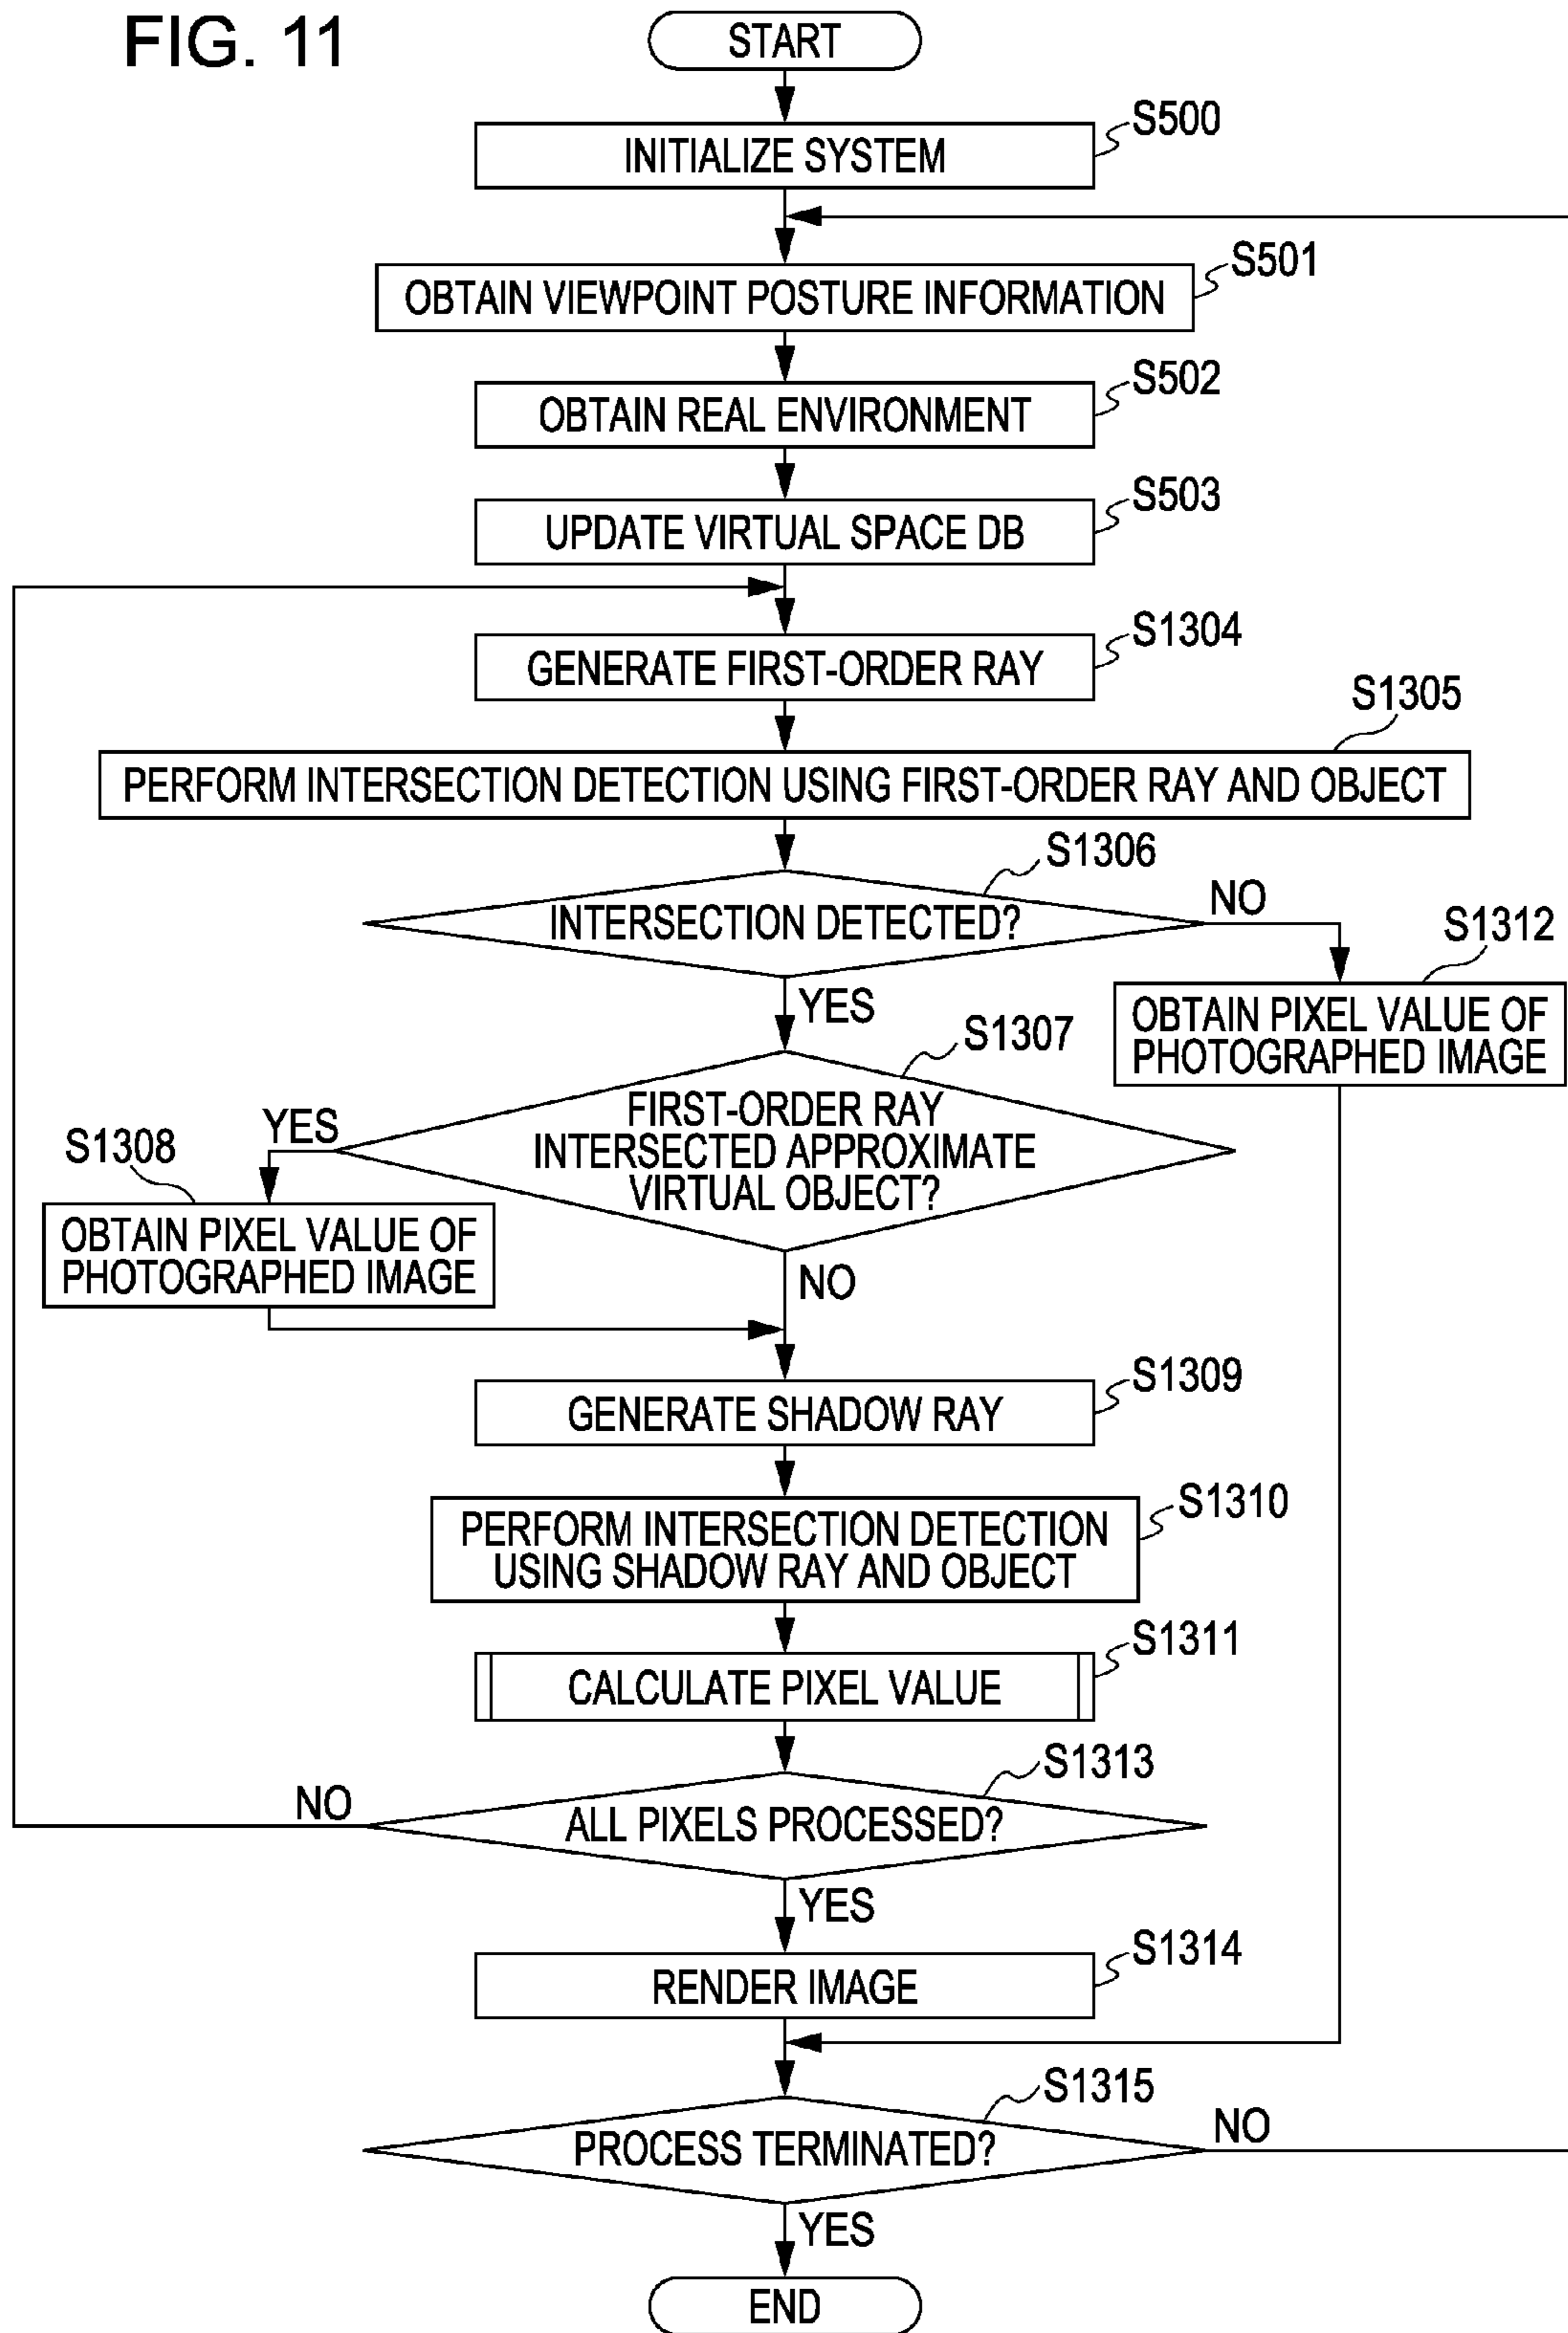 FIG. 11
START
S500
INITIALIZE SYSTEM
S501
OBTAIN VIEWPOINT POSTURE INFORMATION
S502
OBTAIN REAL ENVIRONMENT
S503
UPDATE VIRTUAL SPACE DB
S1304
GENERATE FIRST-ORDER RAY
S1305
PERFORM INTERSECTION DETECTION USING FIRST-ORDER RAY AND OBJECT
S1306
INTERSECTION DETECTED?
NO
S1312
OBTAIN PIXEL VALUE OF
PHOTOGRAPHED IMAGE
YES
S1307
FIRST-ORDER RAY
INTERSECTED APPROXIMATE
VIRTUAL OBJECT?
YES
S1308
OBTAIN PIXEL VALUE OF
PHOTOGRAPHED IMAGE
NO
S1309
GENERATE SHADOW RAY
S1310
PERFORM INTERSECTION DETECTION
USING SHADOW RAY AND OBJECT
S1311
CALCULATE PIXEL VALUE
S1313
NO
ALL PIXELS PROCESSED?
YES
S1314
RENDER IMAGE
S1315
PROCESS TERMINATED?
NO
YES
END